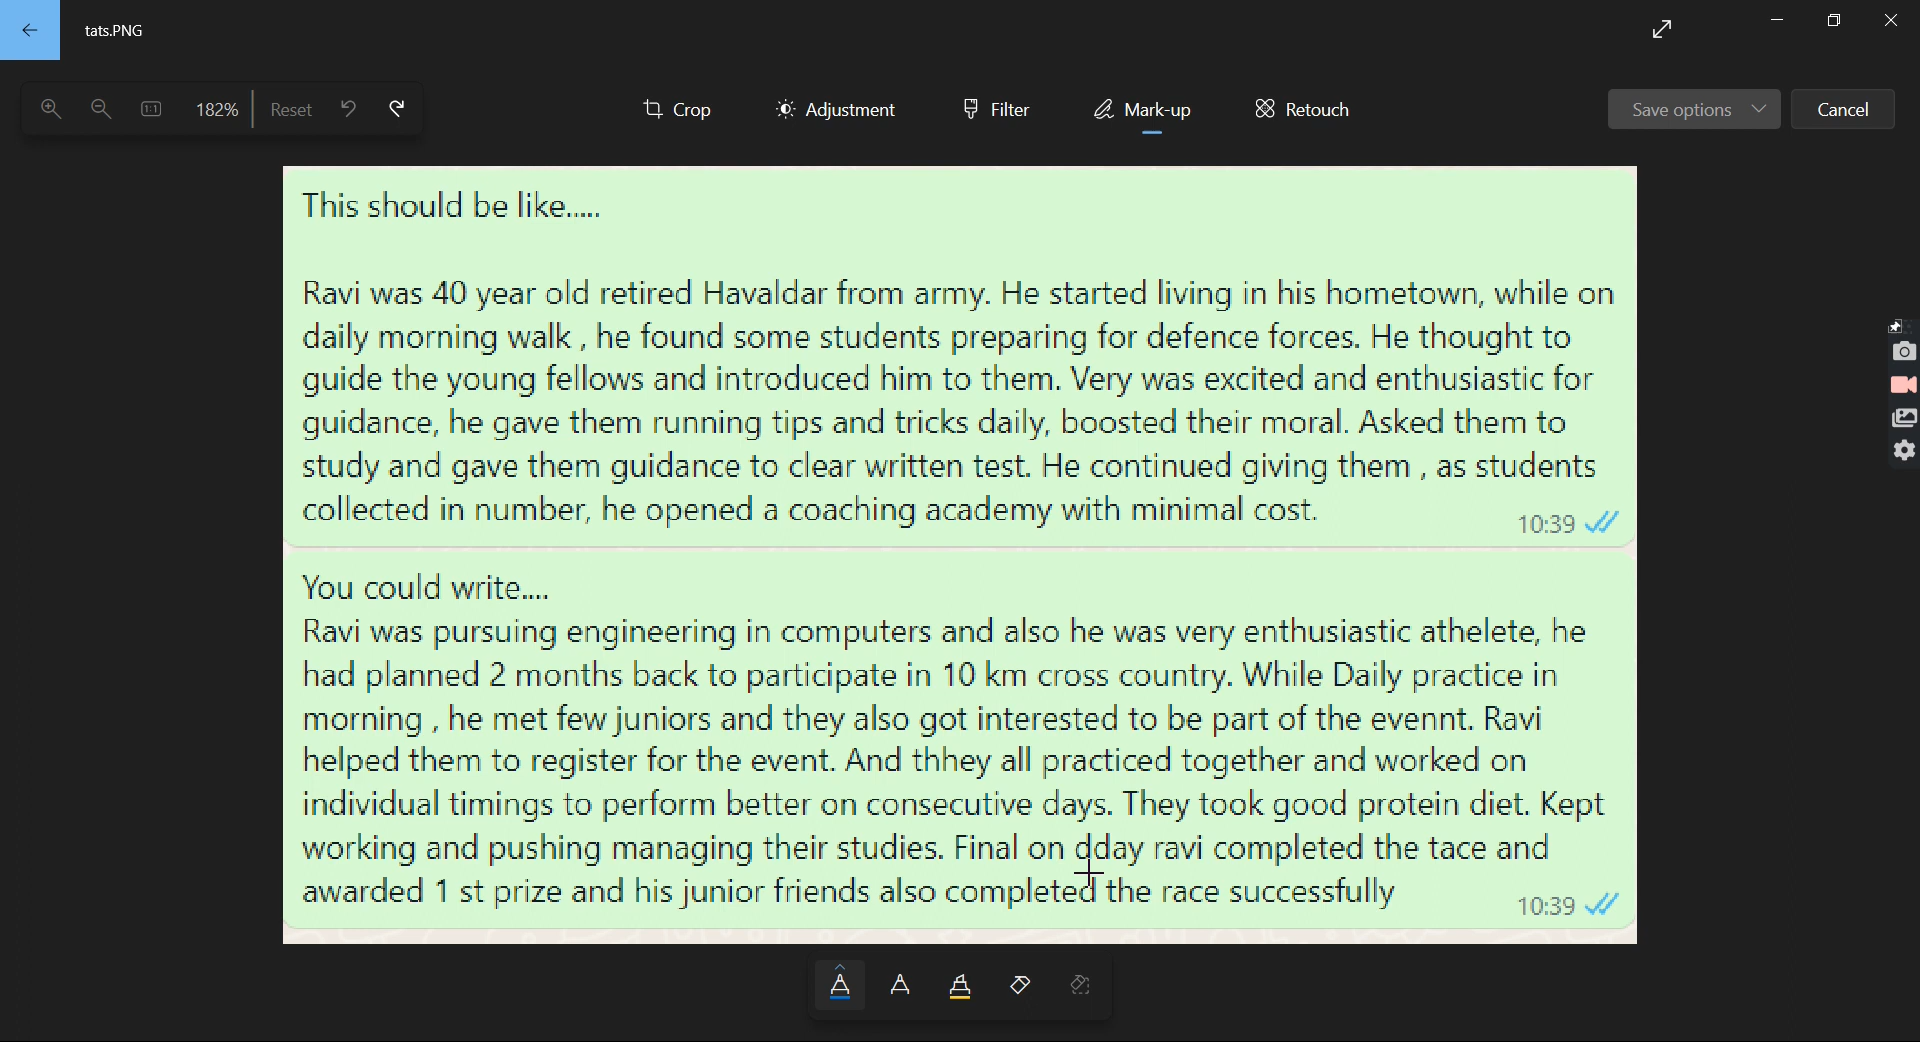 tats.PNG
182% Reset Crop Adjustment Filter Mark-up Retouch Save options Cancel
This should be like.....
Ravi was 40 year old retired Havaldar from army. He started living in his hometown, while on
daily morning walk , he found some students preparing for defence forces. He thought to
guide the young fellows and introduced him to them. Very was excited and enthusiastic for
guidance, he gave them running tips and tricks daily, boosted their moral. Asked them to
study and gave them guidance to clear written test. He continued giving them , as students
collected in number, he opened a coaching academy with minimal cost.
10:39
You could write....
Ravi was pursuing engineering in computers and also he was very enthusiastic athelete, he
had planned 2 months back to participate in 10 km cross country. While Daily practice in
morning , he met few juniors and they also got interested to be part of the evennt. Ravi
helped them to register for the event. And thhey all practiced together and worked on
individual timings to perform better on consecutive days. They took good protein diet. Kept
working and pushing managing their studies. Final on dday ravi completed the tace and
awarded 1 st prize and his junior friends also completed the race successfully
10:39